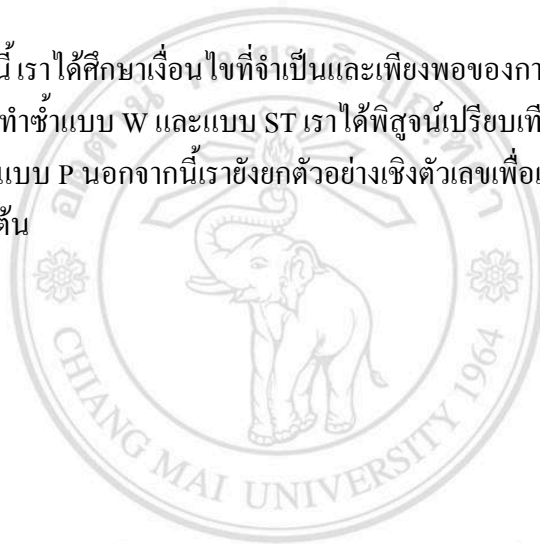 นี้ เราได้ศึกษาเงื่อนไขที่จำเป็นและเพียงพอของกา
ทำซ้ำแบบ W และแบบ ST เราได้พิสูจน์เปรียบเที
แบบ P นอกจากนี้เรายังยกตัวอย่างเชิงตัวเลขเพื่อแ
ต้น
CHIANG MAI UNIVERSITY 1964